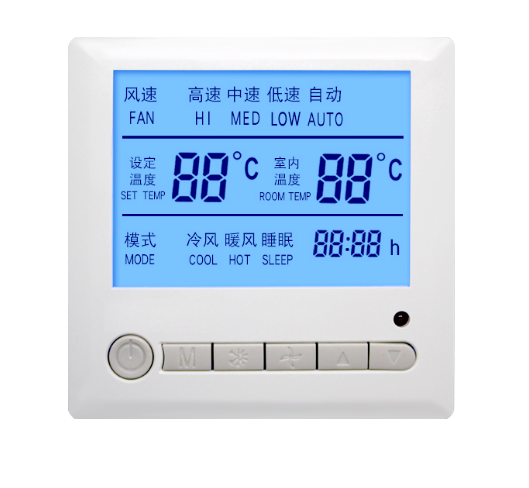 风速 高速 中速 低速 自动
FAN HI MED LOW AUTO
设定温度 88°C 室内温度 88°C
SET TEMP ROOM TEMP
模式 冷风 暖风 睡眠 88:88 h
MODE COOL HOT SLEEP
M